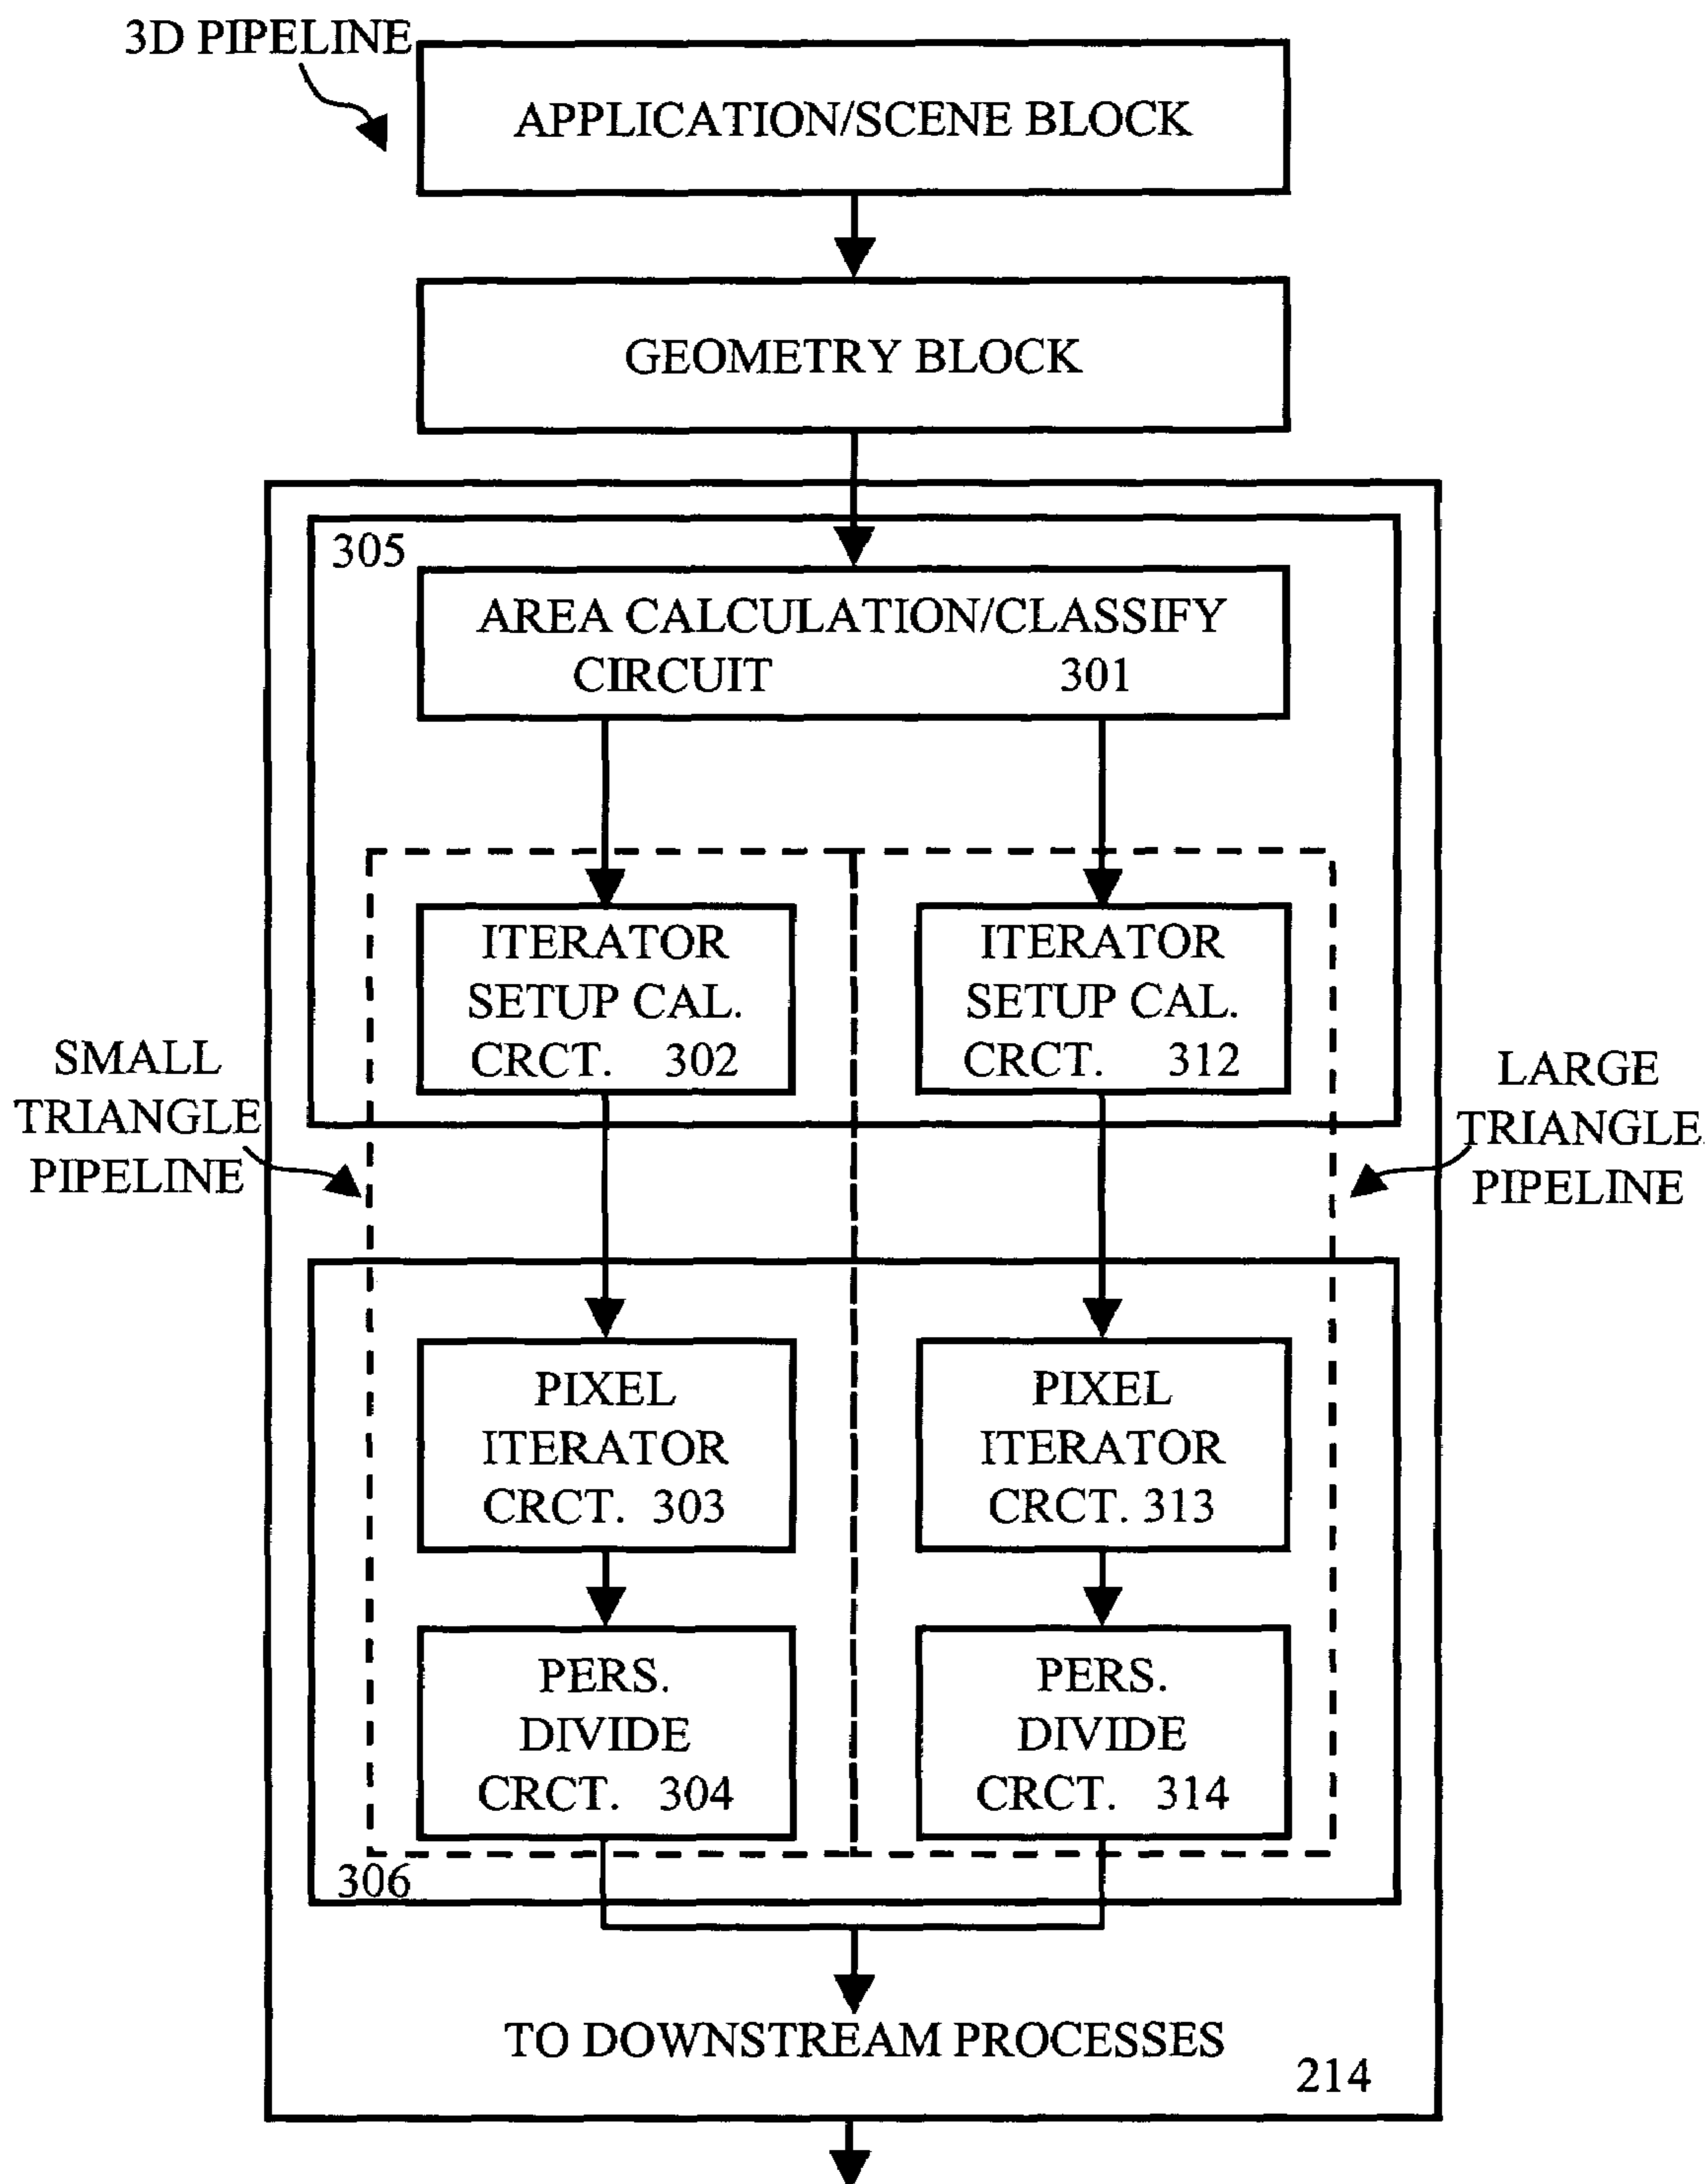 3D PIPELINE
APPLICATION/SCENE BLOCK
GEOMETRY BLOCK
305
AREA CALCULATION/CLASSIFY
CIRCUIT 301
SMALL
TRIANGLE
PIPELINE
ITERATOR
SETUP CAL.
CRCT. 302
ITERATOR
SETUP CAL.
CRCT. 312
LARGE
TRIANGLE
PIPELINE
PIXEL
ITERATOR
CRCT. 303
PIXEL
ITERATOR
CRCT. 313
PERS.
DIVIDE
CRCT. 304
PERS.
DIVIDE
CRCT. 314
306
TO DOWNSTREAM PROCESSES
214